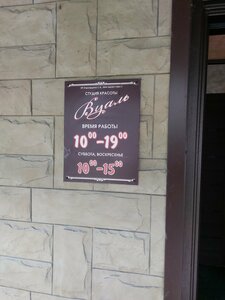 СТУДИЯ КРАСОТЫ
Вуаль
ВРЕМЯ РАБОТЫ
10⁰⁰-19⁰⁰
СУББОТА, ВОСКРЕСЕНЬЕ
10⁰⁰-15⁰⁰